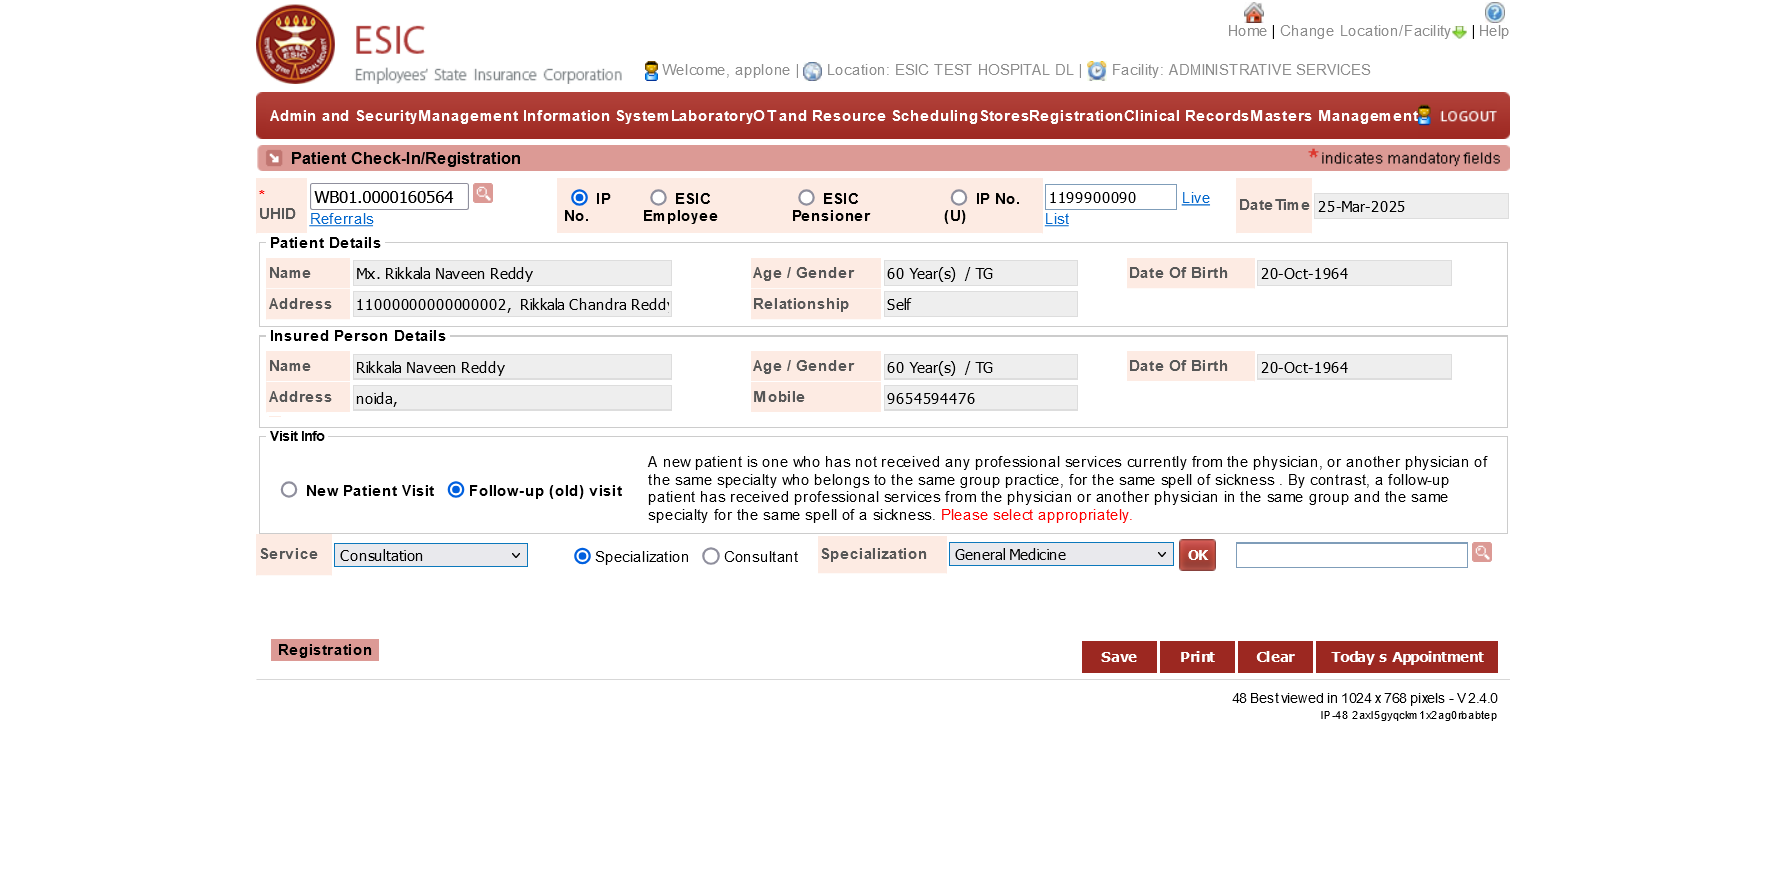 ESIC
Employees' State Insurance Corporation
Home | Change Location/Facility | Help
Welcome, applone | Location: ESIC TEST HOSPITAL DL | Facility: ADMINISTRATIVE SERVICES
Admin and Security Management Information System Laboratory OT and Resource Scheduling Stores Registration Clinical Records Masters Management LOGOUT
Patient Check-In/Registration * indicates mandatory fields
* UHID WB01.0000160564 Referrals
IP No. ESIC Employee ESIC Pensioner IP No. (U) 1199900090 Live List
DateTime 25-Mar-2025
Patient Details
Name Mx. Rikkala Naveen Reddy Age / Gender 60 Year(s) / TG Date Of Birth 20-Oct-1964
Address 11000000000000002, Rikkala Chandra Reddy Relationship Self
Insured Person Details
Name Rikkala Naveen Reddy Age / Gender 60 Year(s) / TG Date Of Birth 20-Oct-1964
Address noida, Mobile 9654594476
Visit Info
New Patient Visit Follow-up (old) visit
A new patient is one who has not received any professional services currently from the physician, or another physician of
the same specialty who belongs to the same group practice, for the same spell of sickness . By contrast, a follow-up
patient has received professional services from the physician or another physician in the same group and the same
specialty for the same spell of a sickness. Please select appropriately.
Service Consultation Specialization Consultant Specialization General Medicine OK
Registration Save Print Clear Today s Appointment
48 Best viewed in 1024 x 768 pixels - V 2.4.0